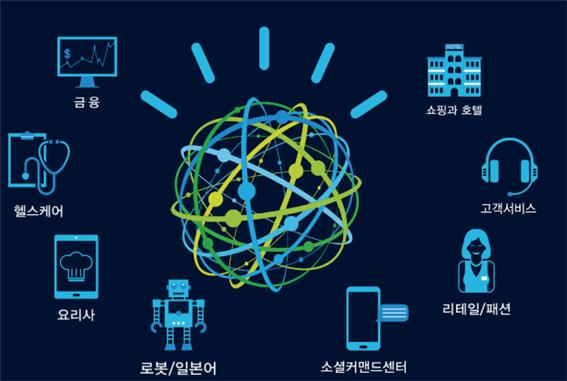 $
금 융
HOTEL
쇼핑과 호텔
헬스케어
고객서비스
요리사
리테일/패션
로봇/일본어
소셜커맨드센터